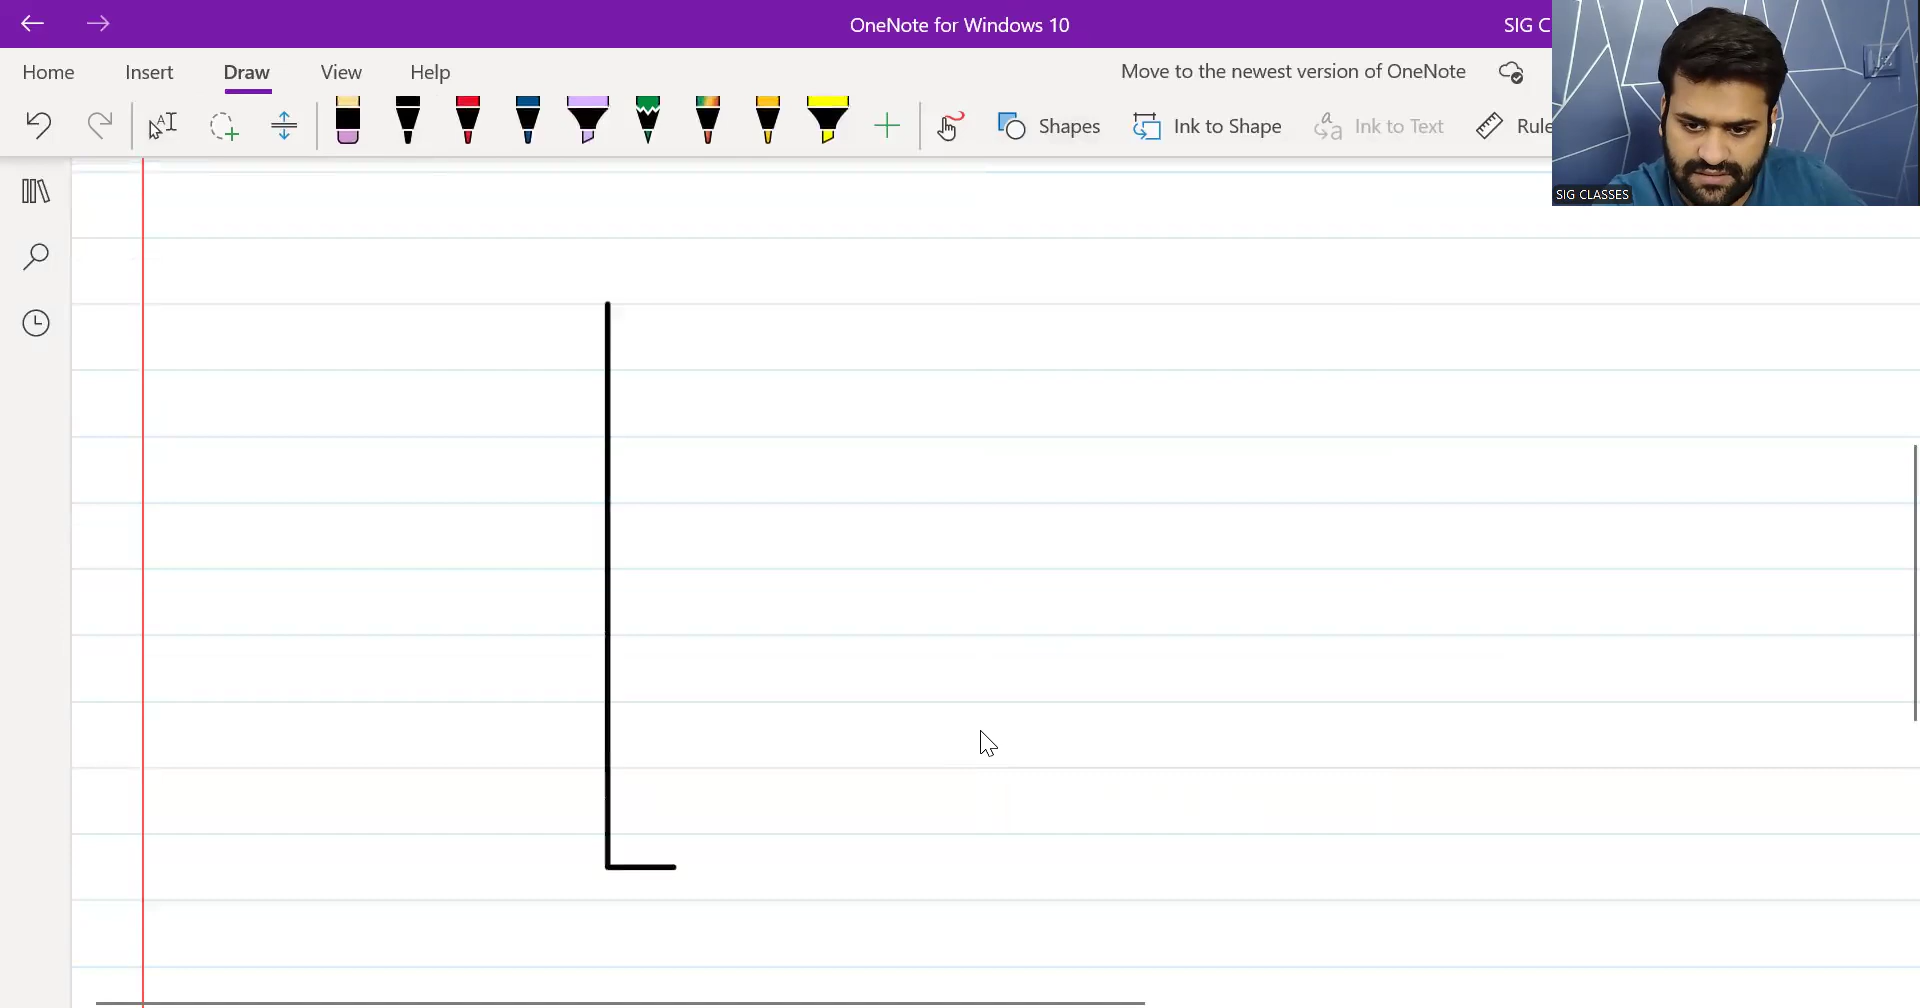 OneNote for Windows 10
SIG C
Home
Insert
Draw
View
Help
Move to the newest version of OneNote
Shapes
Ink to Shape
Ink to Text
Rule
SIG CLASSES